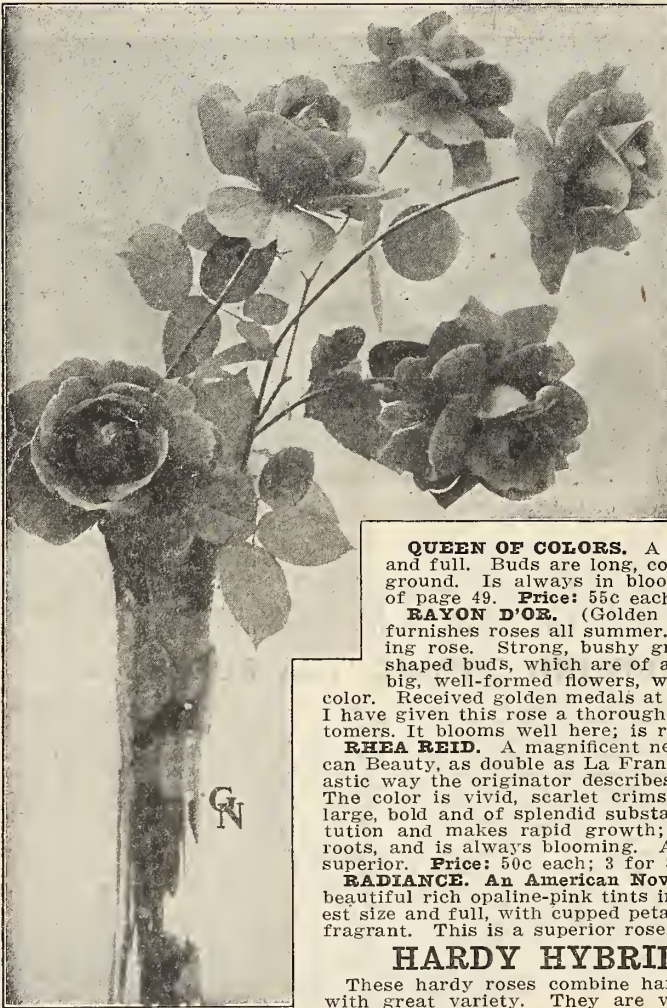 QUEEN OF COLORS. A
and full. Buds are long, co
ground. Is always in bloo
of page 49. Price: 55c each
RAYON D'OR. (Golden
furnishes roses all summer.
ing rose. Strong, bushy gr
shaped buds, which are of a
big, well-formed flowers, w
color. Received golden medals at
I have given this rose a thorough
tomers. It blooms well here; is r
RHEA REID. A magnificent ne
can Beauty, as double as La Fran
astic way the originator describes
The color is vivid, scarlet crims
large, bold and of splendid substa
tution and makes rapid growth;
roots, and is always blooming. A
superior. Price: 50c each; 3 for
RADIANCE. An American Nov
beautiful rich opaline-pink tints i
est size and full, with cupped peta
fragrant. This is a superior rose
HARDY HYBRI
These hardy roses combine ha
with great variety. They are v
GN